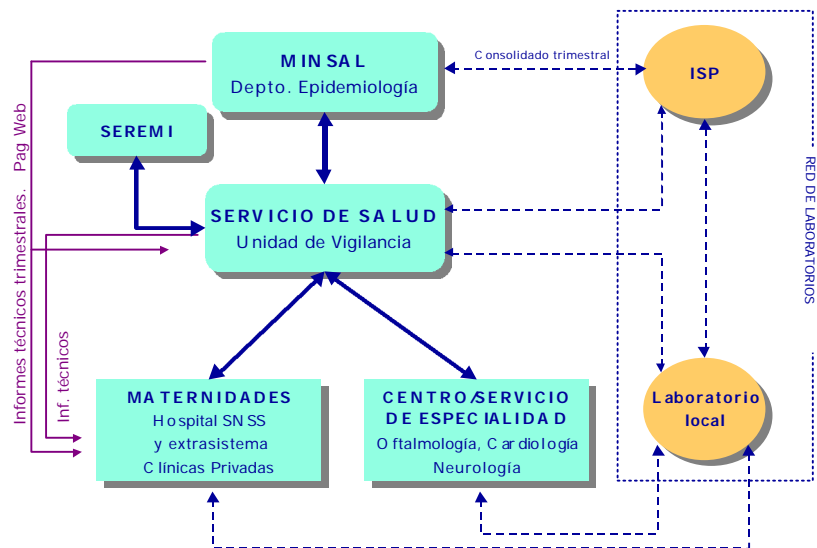 MINSAL
Depto. Epidemiología
Consolidado trimestral
ISP
SEREMI
SERVICIO DE SALUD
Unidad de Vigilancia
RED DE LABORATORIOS
Informes técnicos trimestrales. Pag Web
Inf. técnicos
MATERNIDADES
Hospital SNSS
y extrasistema
Clínicas Privadas
CENTRO/SERVICIO
DE ESPECIALIDAD
Oftalmología, Cardiología
Neurología
Laboratorio
local